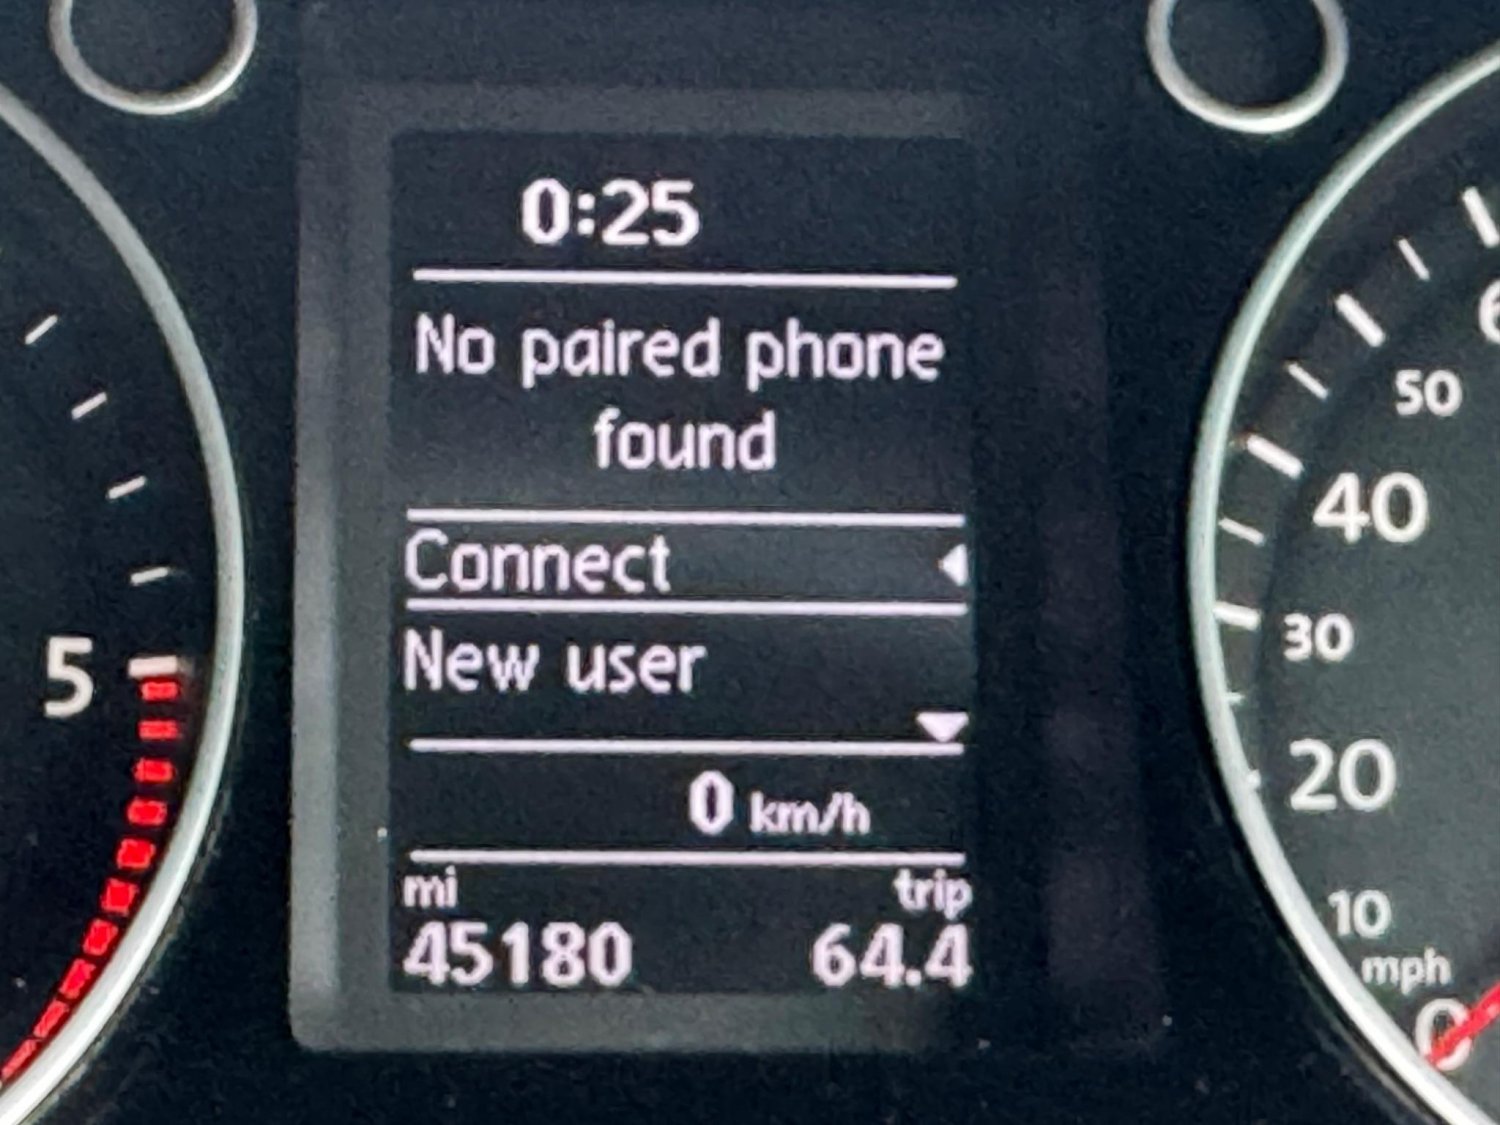 0:25
No paired phone
found
Connect
New user
0 km/h
mi trip
45180 64.4
5
50
40
30
20
10
mph
0